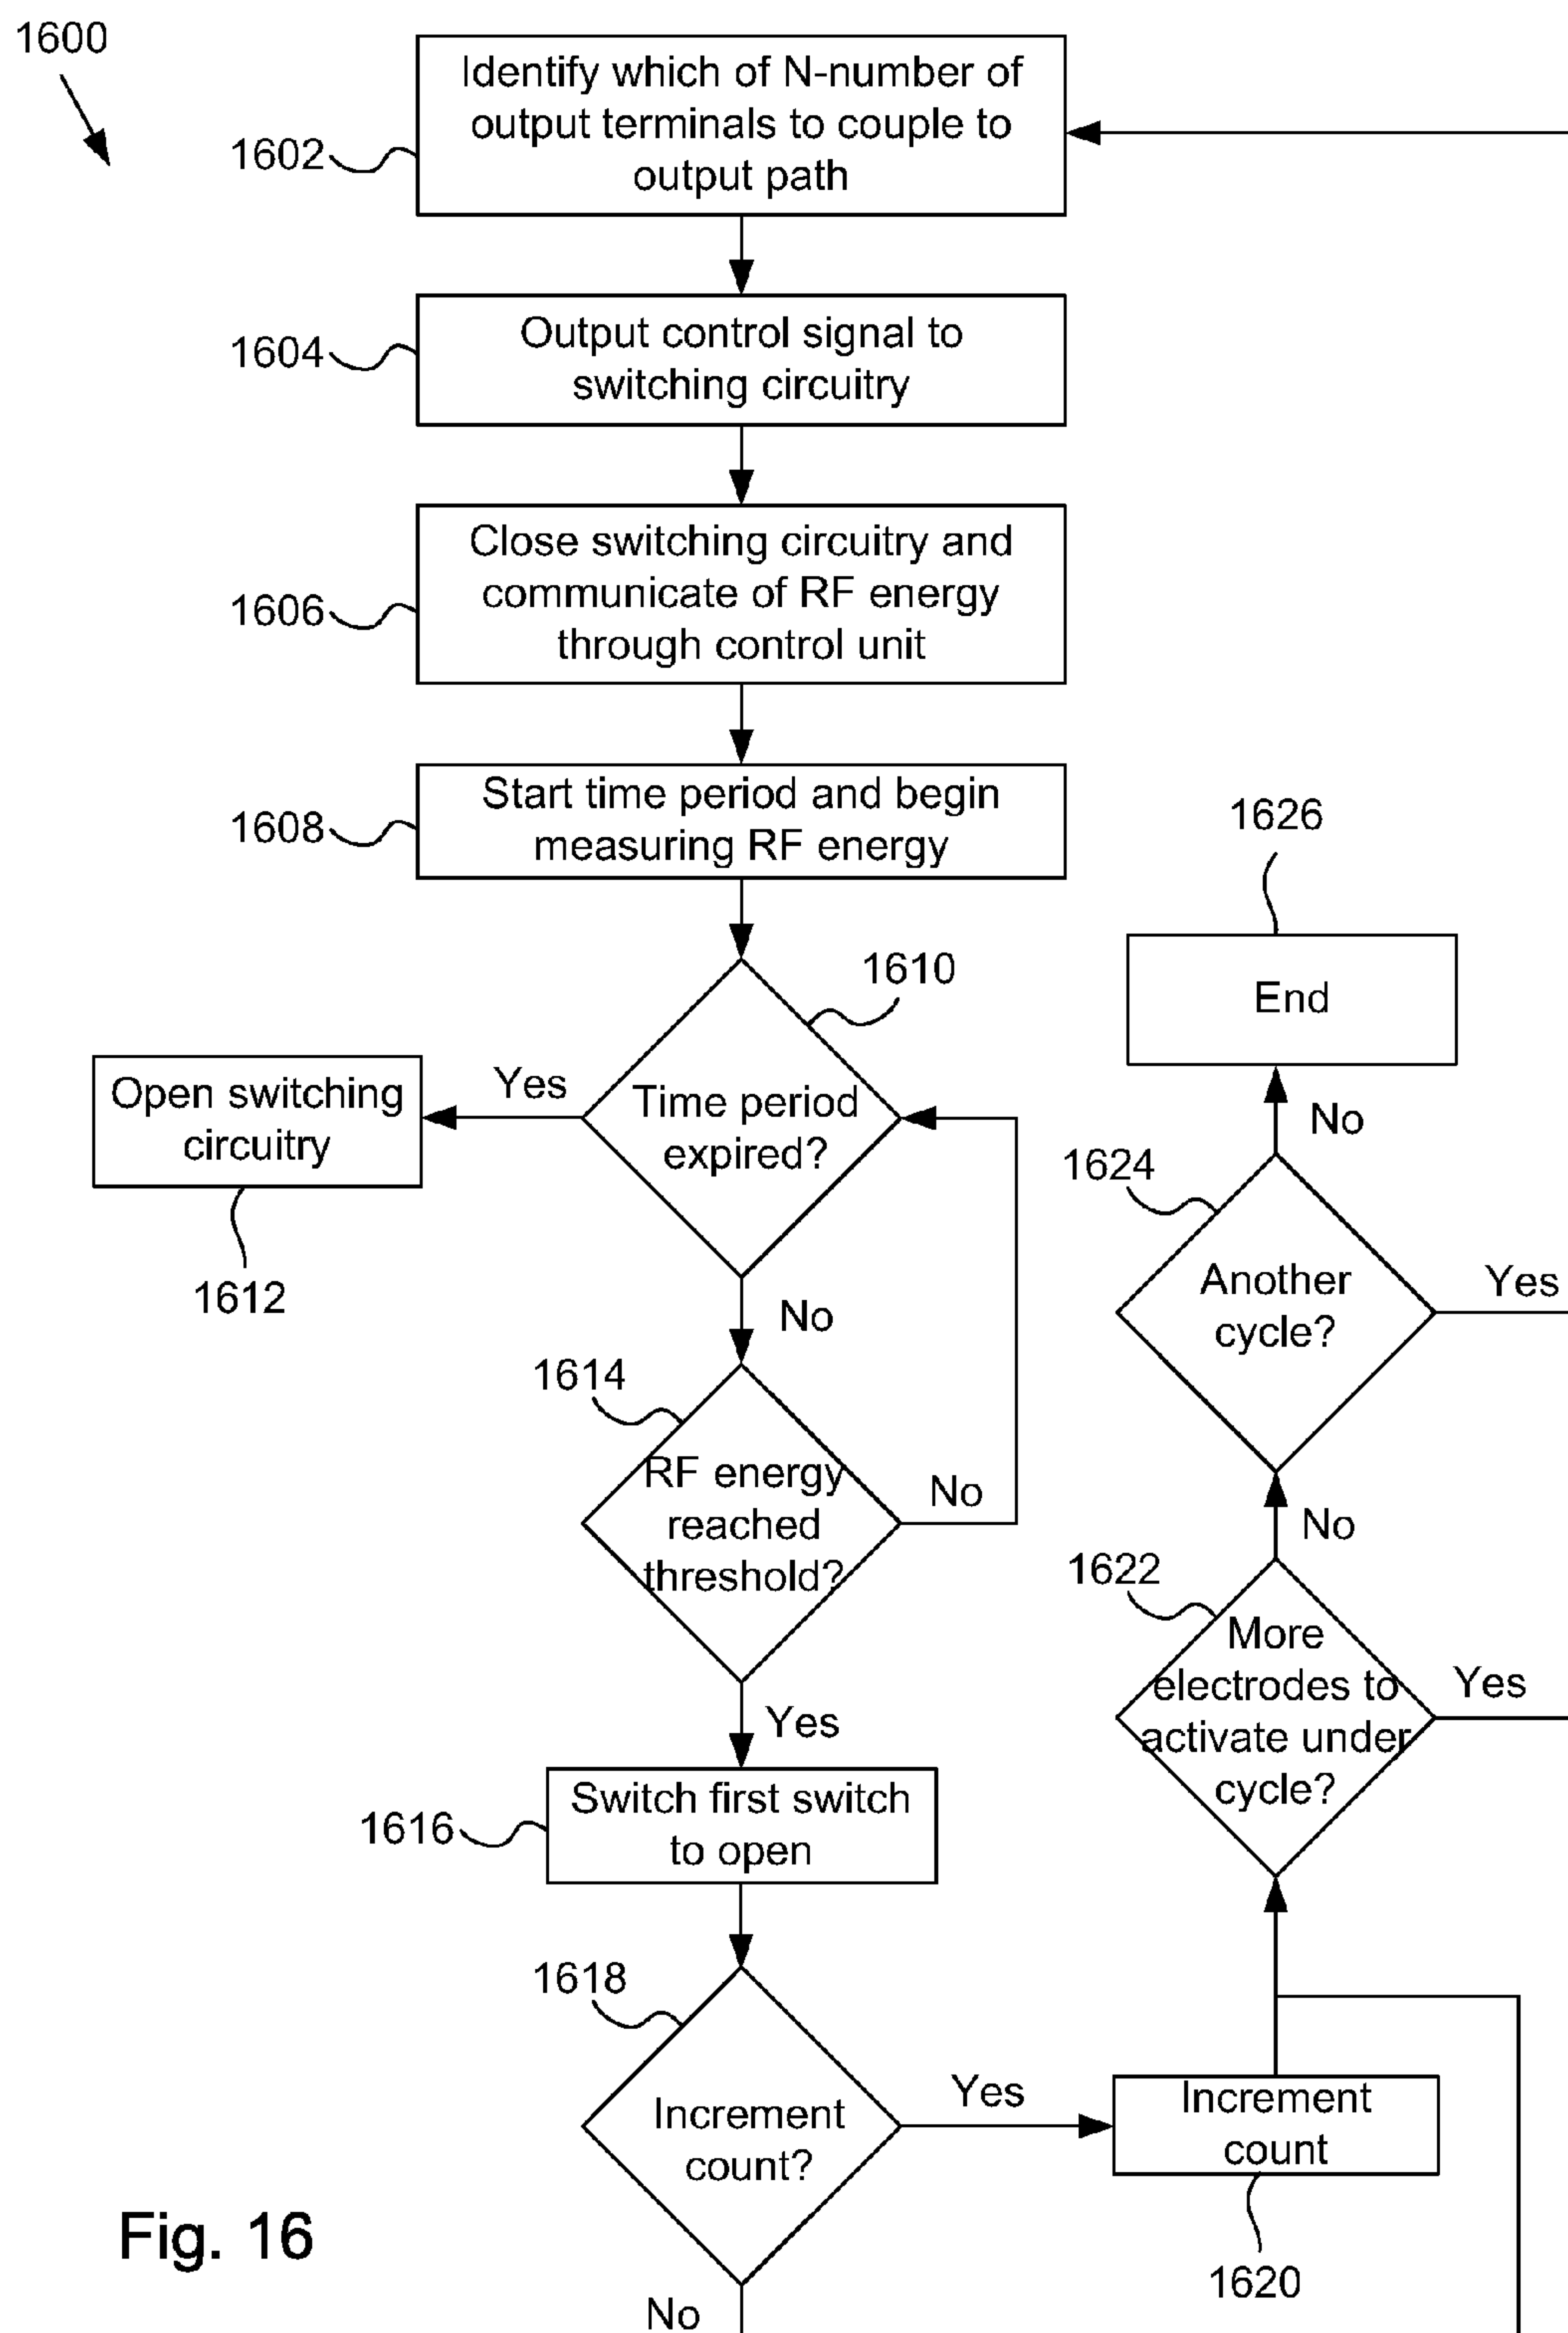 1600
Identify which of N-number of
output terminals to couple to
output path
1602
Output control signal to
switching circuitry
1604
Close switching circuitry and
communicate of RF energy
through control unit
1606
Start time period and begin
measuring RF energy
1608
1610
Time period
expired?
Yes
Open switching
circuitry
1612
No
1614
RF energy
reached
threshold?
No
Yes
Switch first switch
to open
1616
1618
Increment
count?
Yes
No
Increment
count
1620
1622
More
electrodes to
activate under
cycle?
Yes
No
1624
Another
cycle?
Yes
No
End
1626
Fig. 16